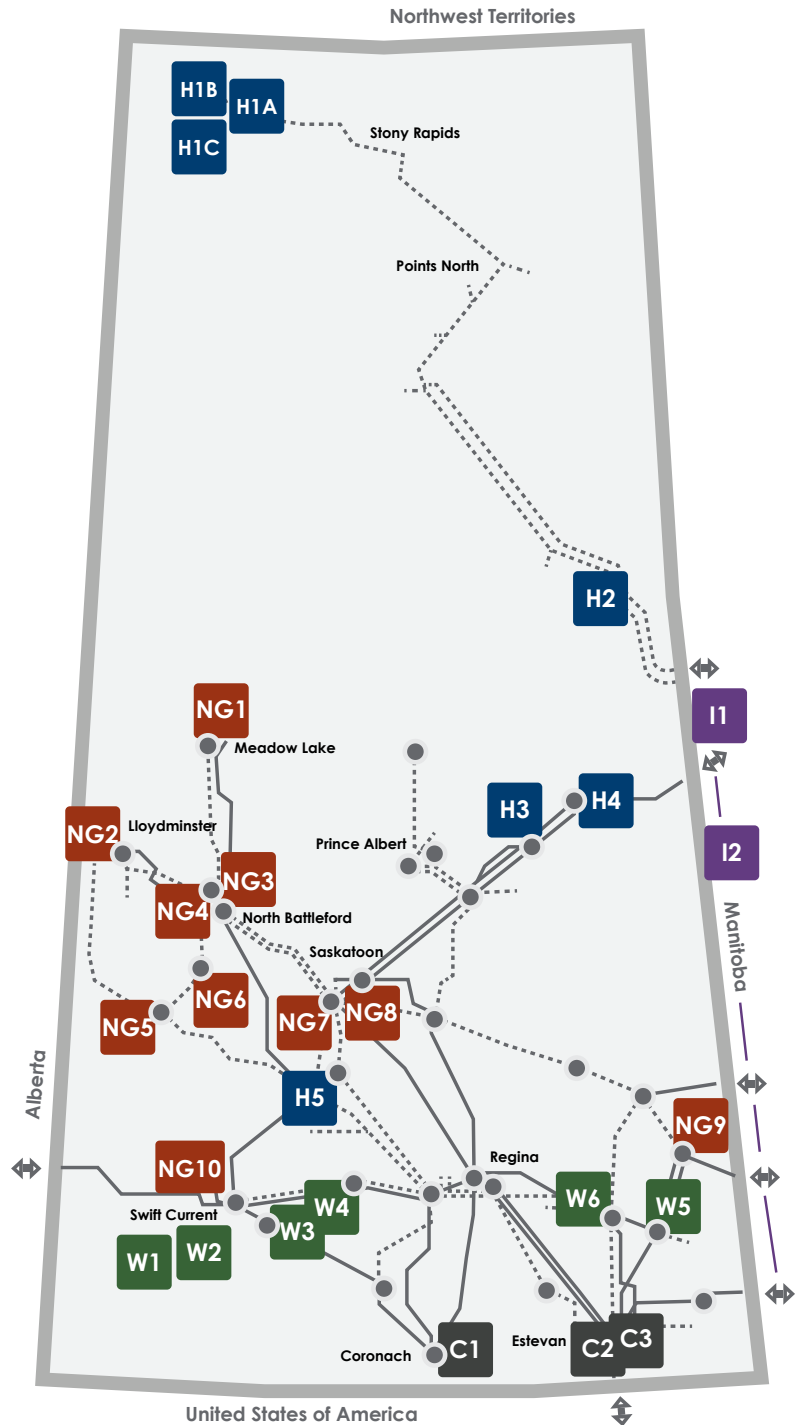 Northwest Territories
H1B
H1A
H1C
Stony Rapids
Points North
H2
I1
NG1
Meadow Lake
H3
H4
NG2
Lloydminster
Prince Albert
I2
NG3
NG4
North Battleford
Manitoba
Saskatoon
NG6
NG5
NG7
NG8
Alberta
H5
NG9
Regina
NG10
W4
W6
W5
Swift Current
W3
W1
W2
Coronach
C1
Estevan
C2
C3
United States of America